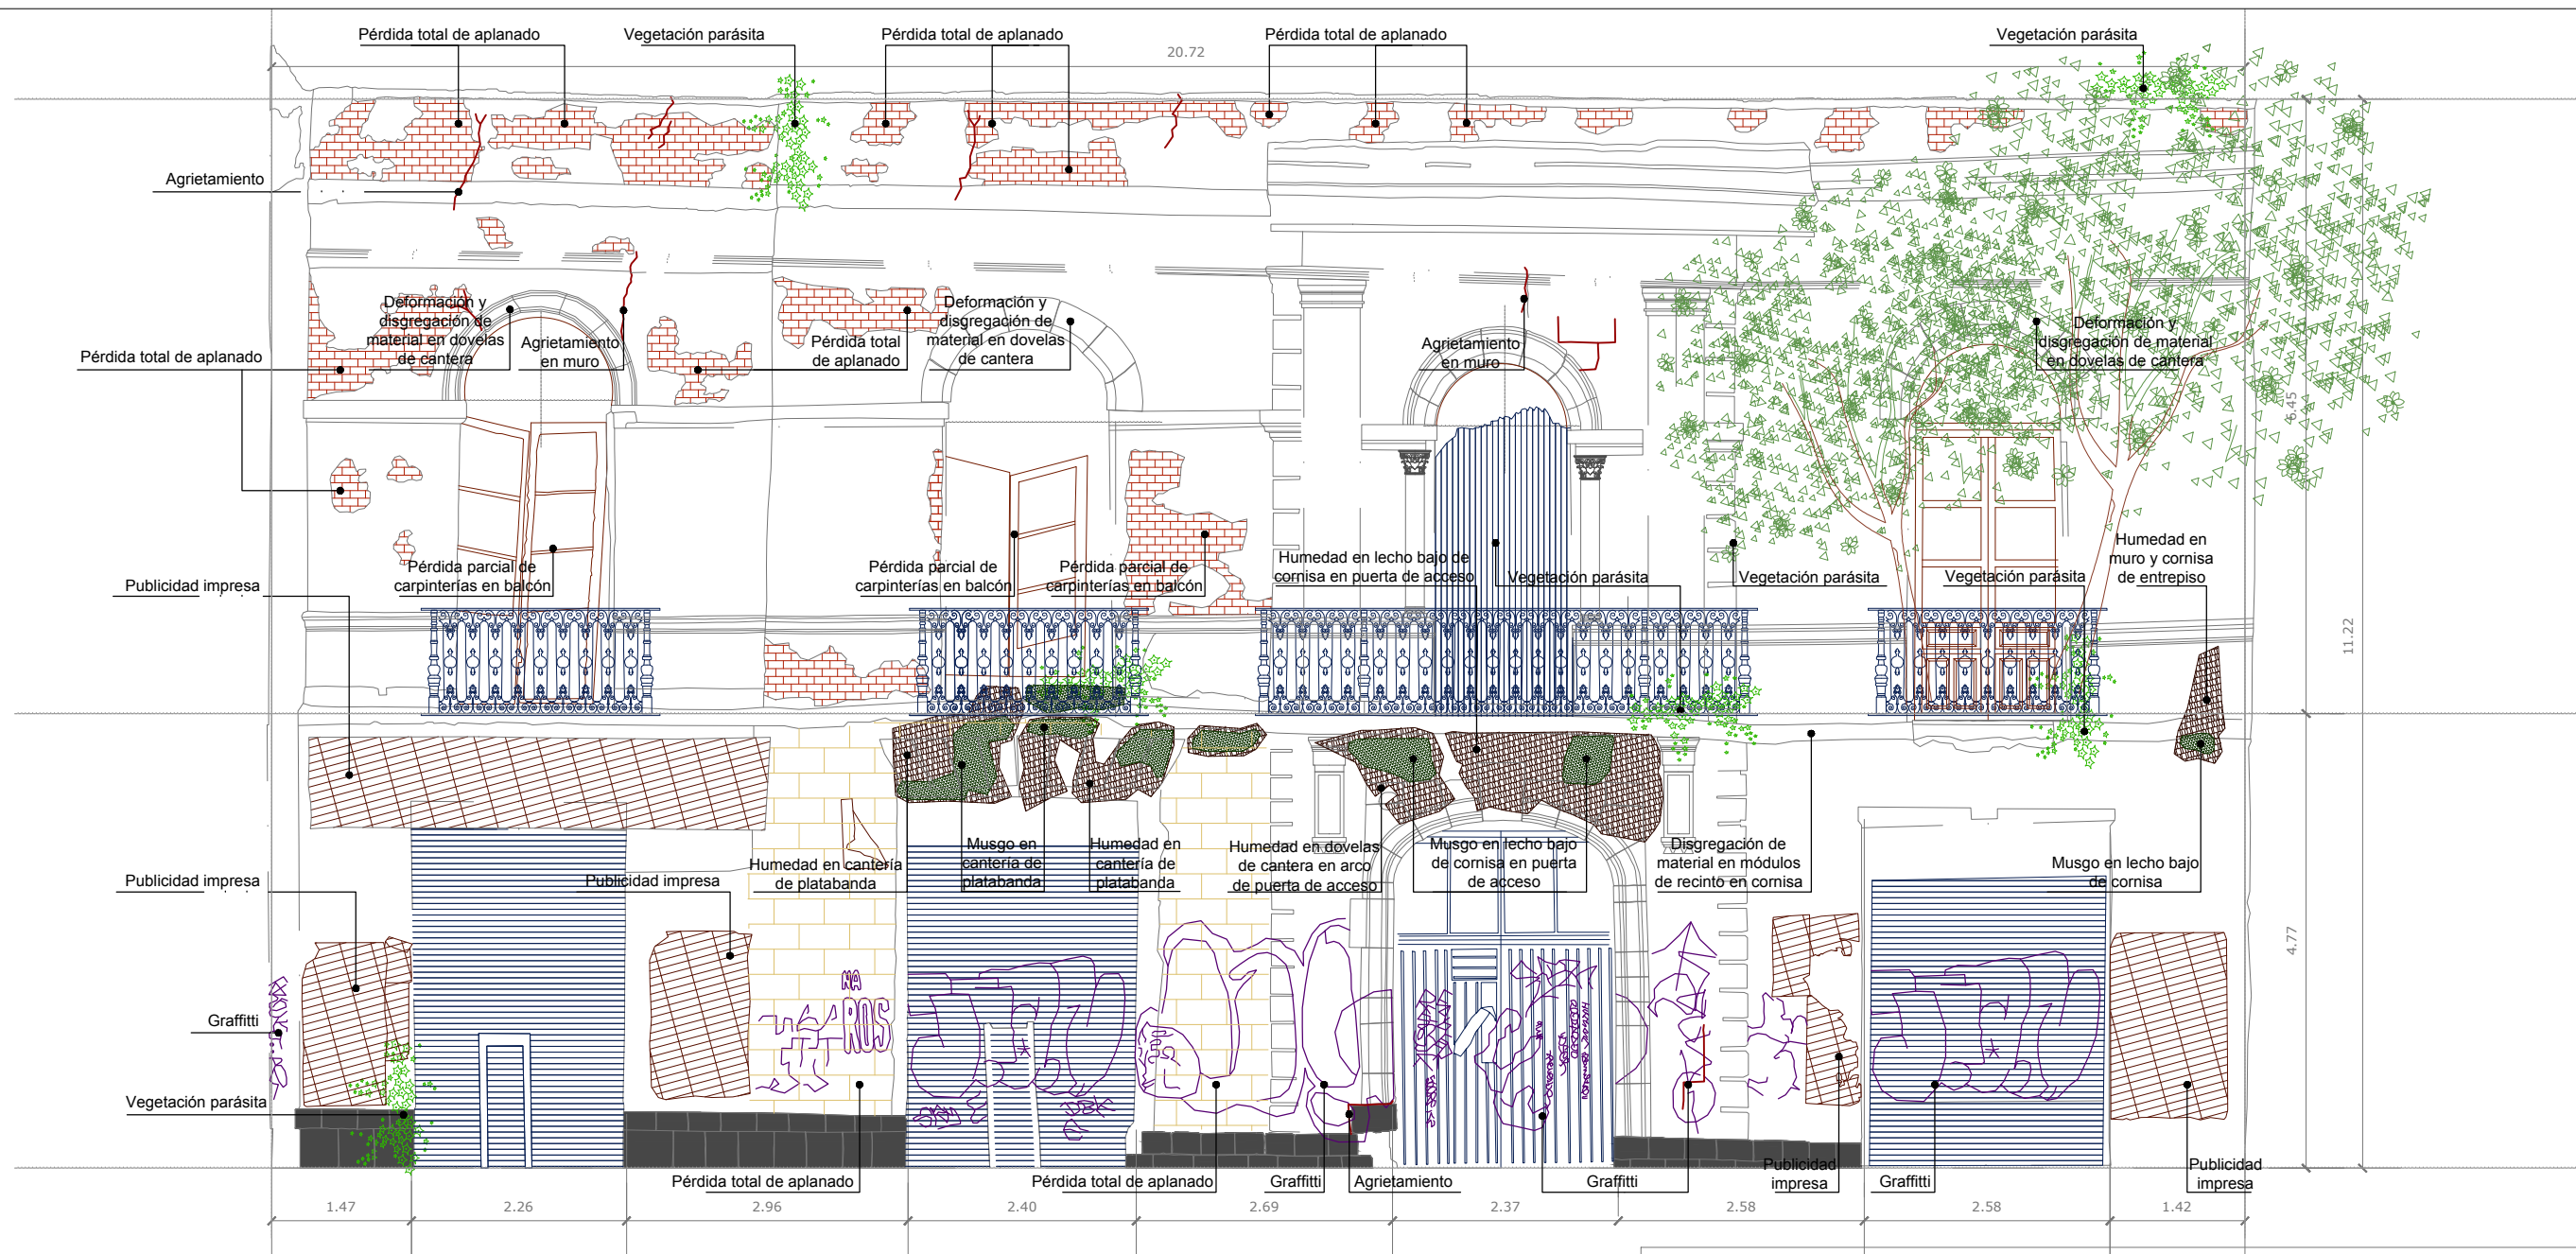 Pérdida total de aplanado
Vegetación parásita
Pérdida total de aplanado
Pérdida total de aplanado
Vegetación parásita
20.72
Agrietamiento
Deformación y
disgregación de
material en dovelas
de cantera
Agrietamiento
en muro
Pérdida total
de aplanado
Deformación y
disgregación de
material en dovelas
de cantera
Agrietamiento
en muro
Deformación y
disgregación de material
en dovelas de cantera
Pérdida total de aplanado
6.45
Pérdida parcial de
carpinterías en balcón
Pérdida parcial de
carpinterías en balcón
Pérdida parcial de
carpinterías en balcón
Humedad en lecho bajo de
cornisa en puerta de acceso
Vegetación parásita
Vegetación parásita
Vegetación parásita
Humedad en
muro y cornisa
de entrepiso
Publicidad impresa
11.22
Humedad en cantería
de platabanda
Musgo en
cantería de
platabanda
Humedad en
cantería de
platabanda
Humedad en dovelas
de cantera en arco
de puerta de acceso
Musgo en lecho bajo
de cornisa en puerta
de acceso
Disgregación de
material en módulos
de recinto en cornisa
Musgo en lecho bajo
de cornisa
Publicidad impresa
Publicidad impresa
4.77
NA
ROS
Graffitti
DBK
Vegetación parásita
Pérdida total de aplanado
Pérdida total de aplanado
Graffitti
Agrietamiento
Graffitti
Publicidad
impresa
Graffitti
Publicidad
impresa
1.47
2.26
2.96
2.40
2.69
2.37
2.58
2.58
1.42